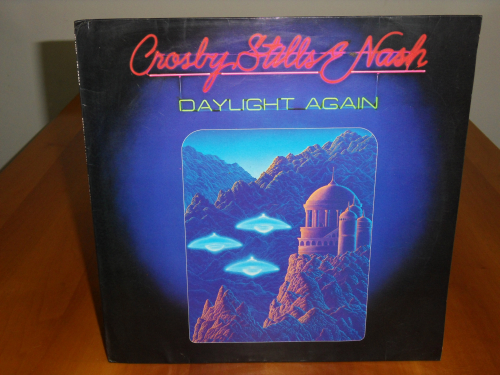 Crosby, Stills & Nash
DAYLIGHT AGAIN